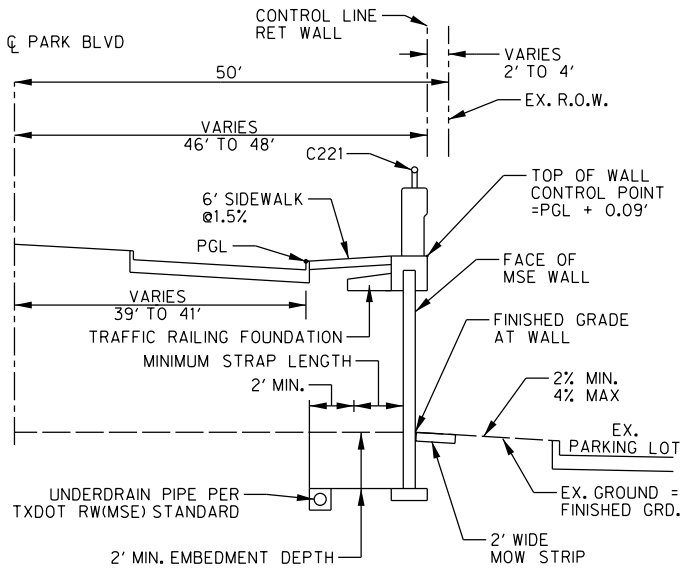 CONTROL LINE
RET WALL
℄ PARK BLVD
VARIES
2' TO 4'
50'
EX. R.O.W.
VARIES
46' TO 48'
C221
TOP OF WALL
CONTROL POINT
=PGL + 0.09'
6' SIDEWALK
@1.5%
PGL
FACE OF
MSE WALL
VARIES
39' TO 41'
TRAFFIC RAILING FOUNDATION
FINISHED GRADE
AT WALL
MINIMUM STRAP LENGTH
2' MIN.
2% MIN.
4% MAX
EX.
PARKING LOT
UNDERDRAIN PIPE PER
TXDOT RW(MSE) STANDARD
EX. GROUND =
FINISHED GRD.
2' WIDE
MOW STRIP
2' MIN. EMBEDMENT DEPTH